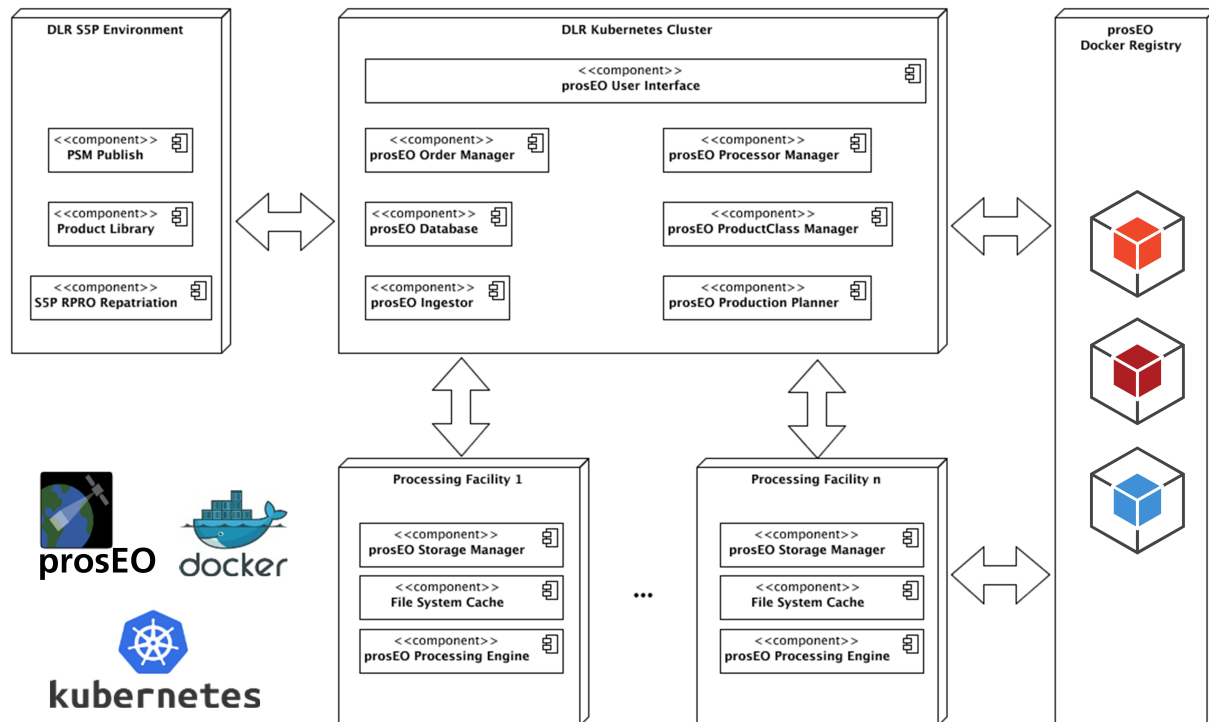 DLR S5P Environment
<<component>>
PSM Publish
<<component>>
Product Library
<<component>>
S5P RPRO Repatriation
DLR Kubernetes Cluster
<<component>>
prosEO User Interface
<<component>>
prosEO Order Manager
<<component>>
prosEO Processor Manager
<<component>>
prosEO Database
<<component>>
prosEO ProductClass Manager
<<component>>
prosEO Ingestor
<<component>>
prosEO Production Planner
prosEO
Docker Registry
Processing Facility 1
<<component>>
prosEO Storage Manager
<<component>>
File System Cache
<<component>>
prosEO Processing Engine
...
Processing Facility n
<<component>>
prosEO Storage Manager
<<component>>
File System Cache
<<component>>
prosEO Processing Engine
prosEO
docker
kubernetes